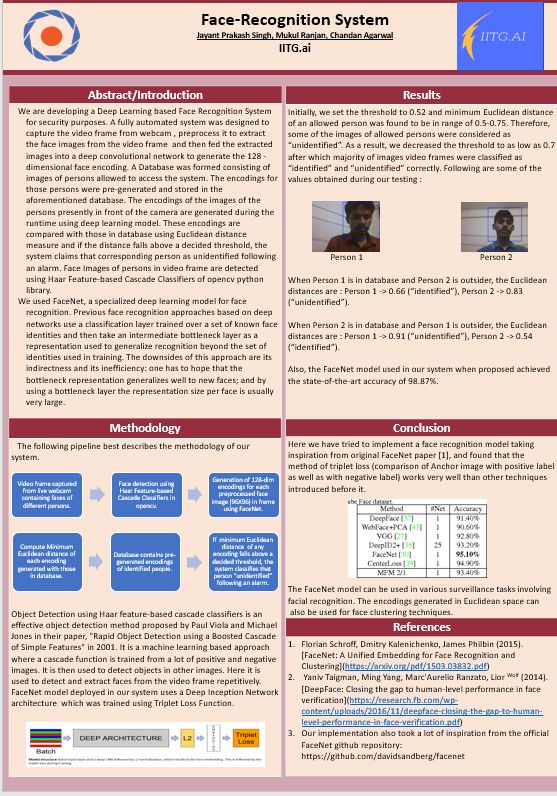 Face-Recognition System
Jayant Prakash Singh, Mukul Ranjan, Chandan Agarwal
IITG.ai
IITG.AI
Abstract/Introduction
We are developing a Deep Learning based Face Recognition System
for security purposes. A fully automated system was designed to
capture the video frame from webcam , preprocess it to extract
the face images from the video frame and then fed the extracted
images into a deep convolutional network to generate the 128 -
dimensional face encoding. A Database was formed consisting of
images of persons allowed to access the system. The encodings for
those persons were pre-generated and stored in the
aforementioned database. The encodings of the images of the
persons presently in front of the camera are generated during the
runtime using deep learning model. These encodings are
compared with those in database using Euclidean distance
measure and if the distance falls above a decided threshold, the
system claims that corresponding person as unidentified following
an alarm. Face Images of persons in video frame are detected
using Haar Feature-based Cascade Classifiers of opencv python
library.
We used FaceNet, a specialized deep learning model for face
recognition. Previous face recognition approaches based on deep
networks use a classification layer trained over a set of known face
identities and then take an intermediate bottleneck layer as a
representation used to generalize recognition beyond the set of
identities used in training. The downsides of this approach are its
indirectness and its inefficiency: one has to hope that the
bottleneck representation generalizes well to new faces; and by
using a bottleneck layer the representation size per face is usually
very large.
Methodology
The following pipeline best describes the methodology of our
system.
Video frame captured
from live webcam
containing faces of
different persons.
Face detection using
Haar Feature-based
Cascade Classifiers in
opencv.
Generation of 128-dim
encodings for each
preprocessed face
image (96X96) in frame
using FaceNet.
Compute Minimum
Euclidean distance of
each encoding
generated with those
in database.
Database contains pre-
generated encodings
of identified people.
If minimum Euclidean
distance of any
encoding falls above a
decided threshold, the
system classifies that
person "unidentified"
following an alarm.
Object Detection using Haar feature-based cascade classifiers is an
effective object detection method proposed by Paul Viola and Michael
Jones in their paper, "Rapid Object Detection using a Boosted Cascade
of Simple Features" in 2001. It is a machine learning based approach
where a cascade function is trained from a lot of positive and negative
images. It is then used to detect objects in other images. Here it is
used to detect and extract faces from the video frame repetitively.
FaceNet model deployed in our system uses a Deep Inception Network
architecture which was trained using Triplet Loss Function.
Batch
DEEP ARCHITECTURE
L2
Triplet
Loss
Model structure: Batch input layer and a deep CNN followed by L2 normalization, which results in the face embedding. This is followed by the
triplet loss during training.
Results
Initially, we set the threshold to 0.52 and minimum Euclidean distance
of an allowed person was found to be in range of 0.5-0.75. Therefore,
some of the images of allowed persons were considered as
"unidentified". As a result, we decreased the threshold to as low as 0.7
after which majority of images video frames were classified as
"identified" and "unidentified" correctly. Following are some of the
values obtained during our testing :
Person 1
Person 2
When Person 1 is in database and Person 2 is outsider, the Euclidean
distances are : Person 1 -> 0.66 ("identified"), Person 2 -> 0.83
("unidentified").
When Person 2 is in database and Person 1 is outsider, the Euclidean
distances are : Person 1 -> 0.91 ("unidentified"), Person 2 -> 0.54
("identified").
Also, the FaceNet model used in our system when proposed achieved
the state-of-the-art accuracy of 98.87%.
Conclusion
Here we have tried to implement a face recognition model taking
inspiration from original FaceNet paper [1], and found that the
method of triplet loss (comparison of Anchor image with positive label
as well as with negative label) works very well than other techniques
introduced before it.
ube Face dataset.
Method #Net Accuracy
DeepFace [37] 1 91.40%
WebFace+PCA [43] 1 90.60%
VGG [27] 1 92.80%
DeepID2+ [35] 25 93.20%
FaceNet [30] 1 95.10%
CenterLoss [39] 1 94.90%
MFM 2/1 1 93.40%
The FaceNet model can be used in various surveillance tasks involving
facial recognition. The encodings generated in Euclidean space can
also be used for face clustering techniques.
References
1. Florian Schroff, Dmitry Kalenichenko, James Philbin (2015).
[FaceNet: A Unified Embedding for Face Recognition and
Clustering](https://arxiv.org/pdf/1503.03832.pdf)
2. Yaniv Taigman, Ming Yang, Marc'Aurelio Ranzato, Lior Wolf (2014).
[DeepFace: Closing the gap to human-level performance in face
verification](https://research.fb.com/wp-
content/uploads/2016/11/deepface-closing-the-gap-to-human-
level-performance-in-face-verification.pdf)
3. Our implementation also took a lot of inspiration from the official
FaceNet github repository:
https://github.com/davidsandberg/facenet